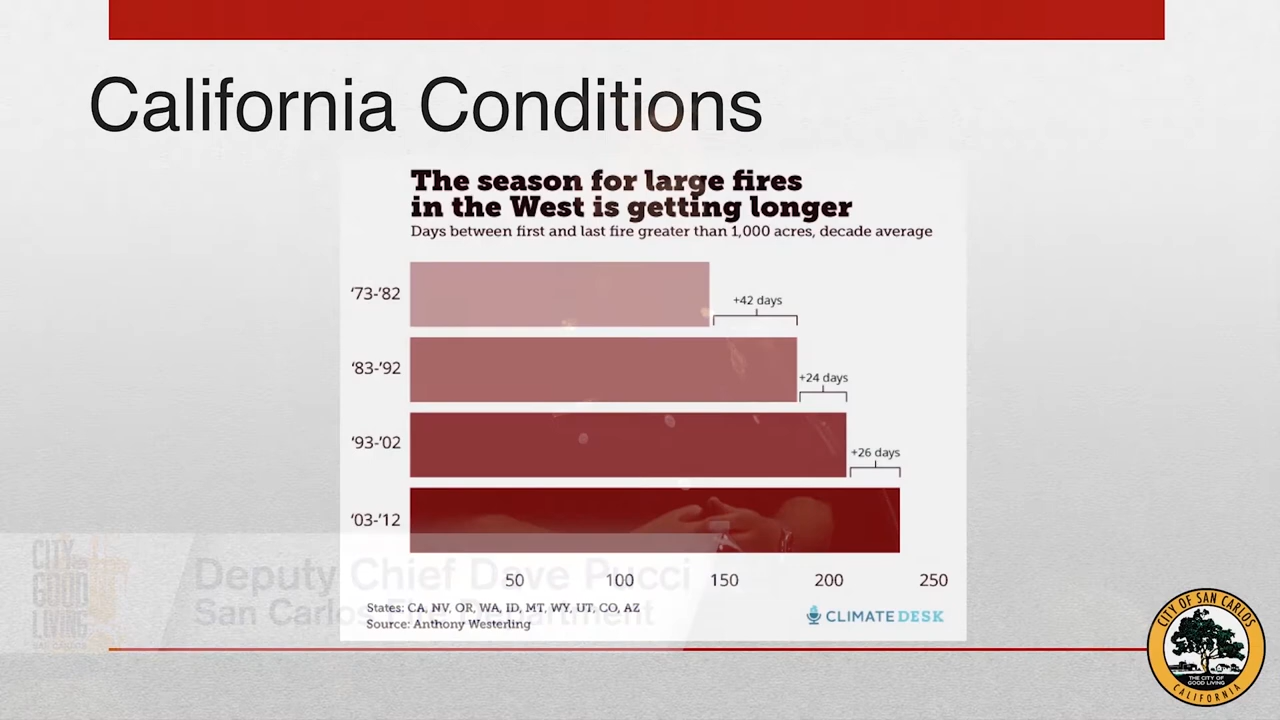 California Conditions
The season for large fires
in the West is getting longer
Days between first and last fire greater than 1,000 acres, decade average
‘73-’82
+42 days
‘83-’92
+24 days
‘93-’02
+26 days
‘03-’12
50 100 150 200 250
States: CA, NV, OR, WA, ID, MT, WY, UT, CO, AZ
Source: Anthony Westerling
CLIMATE DESK
CITY
GOOD
LIVING
SAN CARLOS
Deputy Chief Dave Pucci
San Carlos Fire Department
CITY OF SAN CARLOS
THE CITY OF
GOOD LIVING
CALIFORNIA